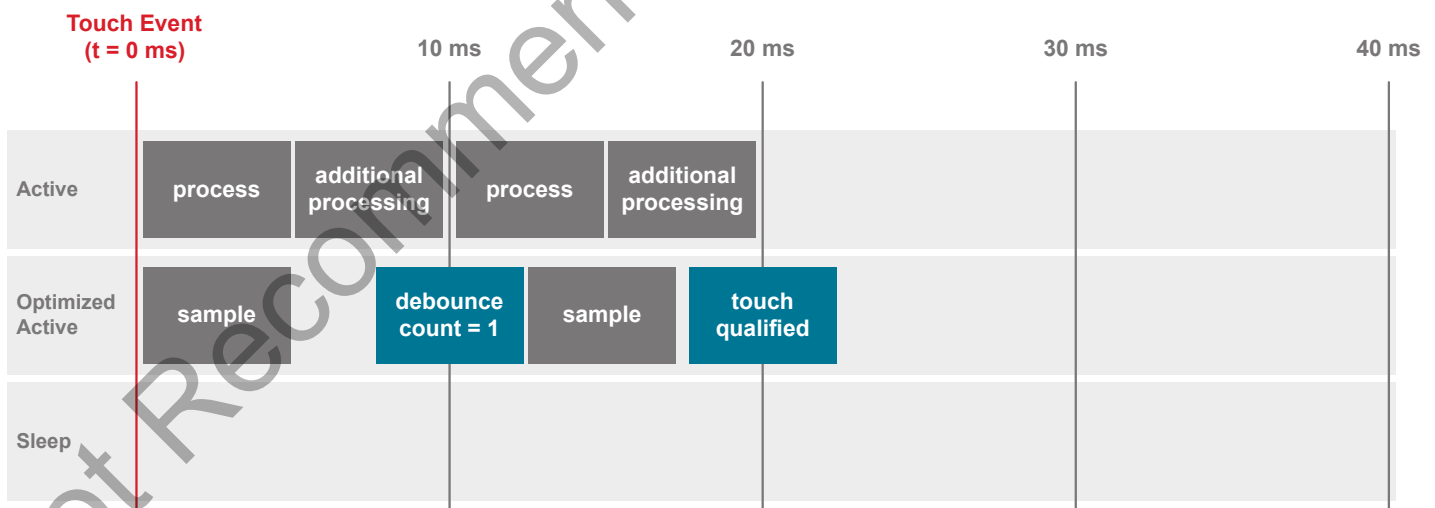 Touch Event
(t = 0 ms)
10 ms
20 ms
30 ms
40 ms
Active
process
additional
processing
process
additional
processing
Optimized
Active
sample
debounce
count = 1
sample
touch
qualified
Sleep